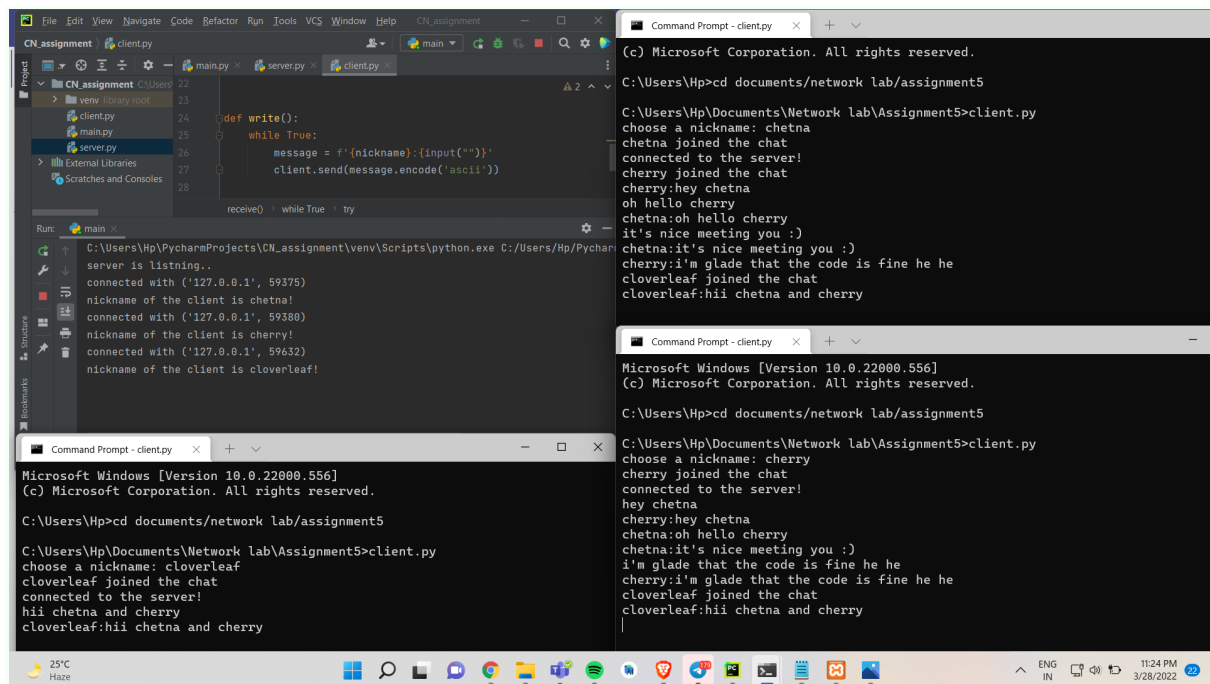 File Edit View Navigate Code Refactor Run Tools VCS Window Help CN_assignment
CN_assignment client.py main
Project
main.py server.py client.py
CN_assignment C:\Users\
venv library root
client.py
main.py
server.py
External Libraries
Scratches and Consoles
2
22
23
24 def write():
25 while True:
26 message = f'{nickname}:{input("")}'
27 client.send(message.encode('ascii'))
28
receive() while True try
Run: main
C:\Users\Hp\PycharmProjects\CN_assignment\venv\Scripts\python.exe C:/Users/Hp/Pychar
server is listning..
connected with ('127.0.0.1', 59375)
nickname of the client is chetna!
connected with ('127.0.0.1', 59380)
nickname of the client is cherry!
connected with ('127.0.0.1', 59632)
nickname of the client is cloverleaf!
Structure
Bookmarks
Command Prompt - client.py
(c) Microsoft Corporation. All rights reserved.
C:\Users\Hp>cd documents/network lab/assignment5
C:\Users\Hp\Documents\Network lab\Assignment5>client.py
choose a nickname: chetna
chetna joined the chat
connected to the server!
cherry joined the chat
cherry:hey chetna
oh hello cherry
chetna:oh hello cherry
it's nice meeting you :)
chetna:it's nice meeting you :)
cherry:i'm glade that the code is fine he he
cloverleaf joined the chat
cloverleaf:hii chetna and cherry
Command Prompt - client.py
Microsoft Windows [Version 10.0.22000.556]
(c) Microsoft Corporation. All rights reserved.
C:\Users\Hp>cd documents/network lab/assignment5
C:\Users\Hp\Documents\Network lab\Assignment5>client.py
choose a nickname: cherry
cherry joined the chat
connected to the server!
hey chetna
cherry:hey chetna
chetna:oh hello cherry
chetna:it's nice meeting you :)
i'm glade that the code is fine he he
cherry:i'm glade that the code is fine he he
cloverleaf joined the chat
cloverleaf:hii chetna and cherry
Command Prompt - client.py
Microsoft Windows [Version 10.0.22000.556]
(c) Microsoft Corporation. All rights reserved.
C:\Users\Hp>cd documents/network lab/assignment5
C:\Users\Hp\Documents\Network lab\Assignment5>client.py
choose a nickname: cloverleaf
cloverleaf joined the chat
connected to the server!
hii chetna and cherry
cloverleaf:hii chetna and cherry
25°C
Haze
ENG
IN
11:24 PM
3/28/2022
22